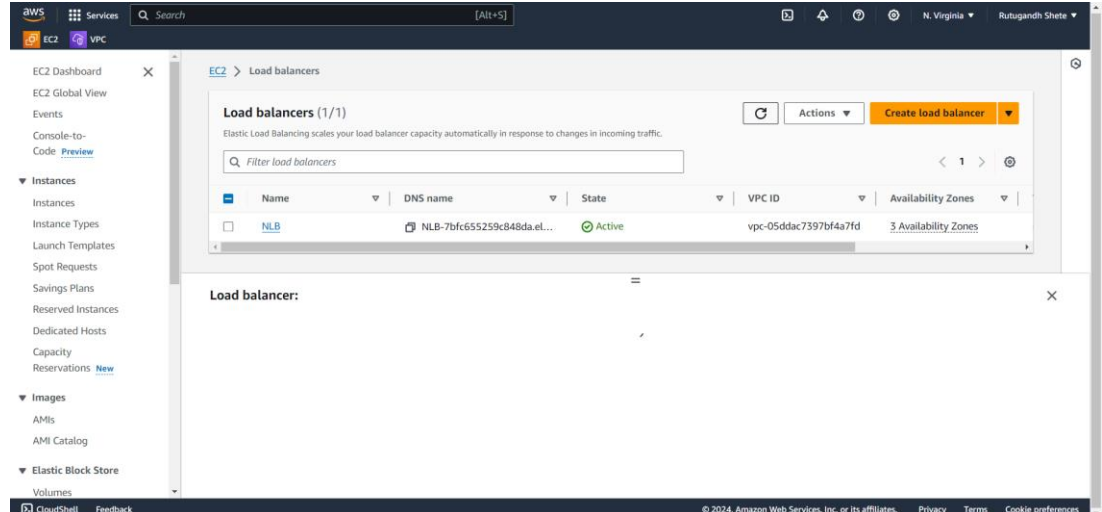 aws Services Search [Alt+S] N. Virginia Rutugandh Shete
EC2 VPC
EC2 Dashboard
EC2 Global View
Events
Console-to-
Code Preview
Instances
Instances
Instance Types
Launch Templates
Spot Requests
Savings Plans
Reserved Instances
Dedicated Hosts
Capacity
Reservations New
Images
AMIs
AMI Catalog
Elastic Block Store
Volumes
EC2 > Load balancers
Load balancers (1/1) Actions Create load balancer
Elastic Load Balancing scales your load balancer capacity automatically in response to changes in incoming traffic.
Filter load balancers 1
Name DNS name State VPC ID Availability Zones
NLB NLB-7bfc655259c848da.el... Active vpc-05ddac7397bf4a7fd 3 Availability Zones
Load balancer:
CloudShell Feedback © 2024, Amazon Web Services, Inc. or its affiliates. Privacy Terms Cookie preferences